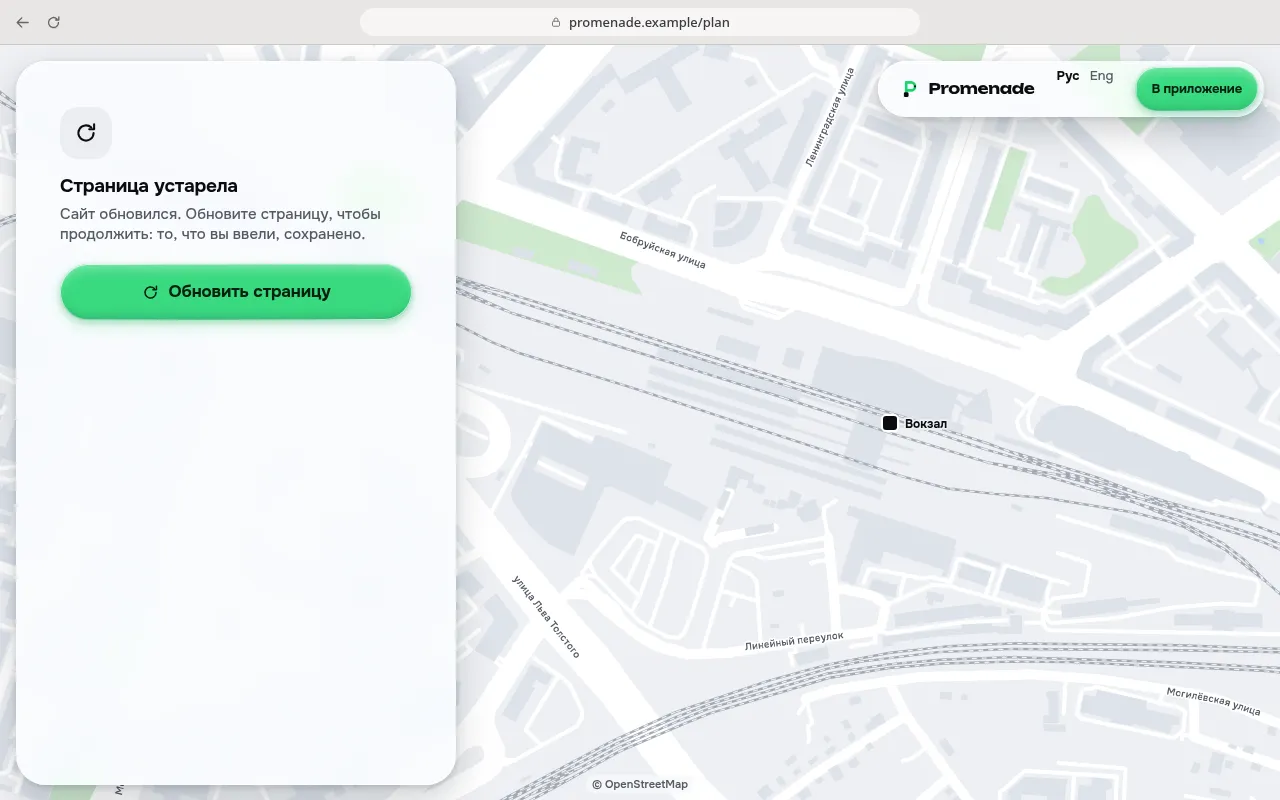 promenade.example/plan
Promenade
Рус Eng
В приложение
Страница устарела
Сайт обновился. Обновите страницу, чтобы
продолжить: то, что вы ввели, сохранено.
Обновить страницу
Ленинградская улица
Бобруйская улица
Вокзал
улица Льва Толстого
Линейный переулок
Могилёвская улица
© OpenStreetMap